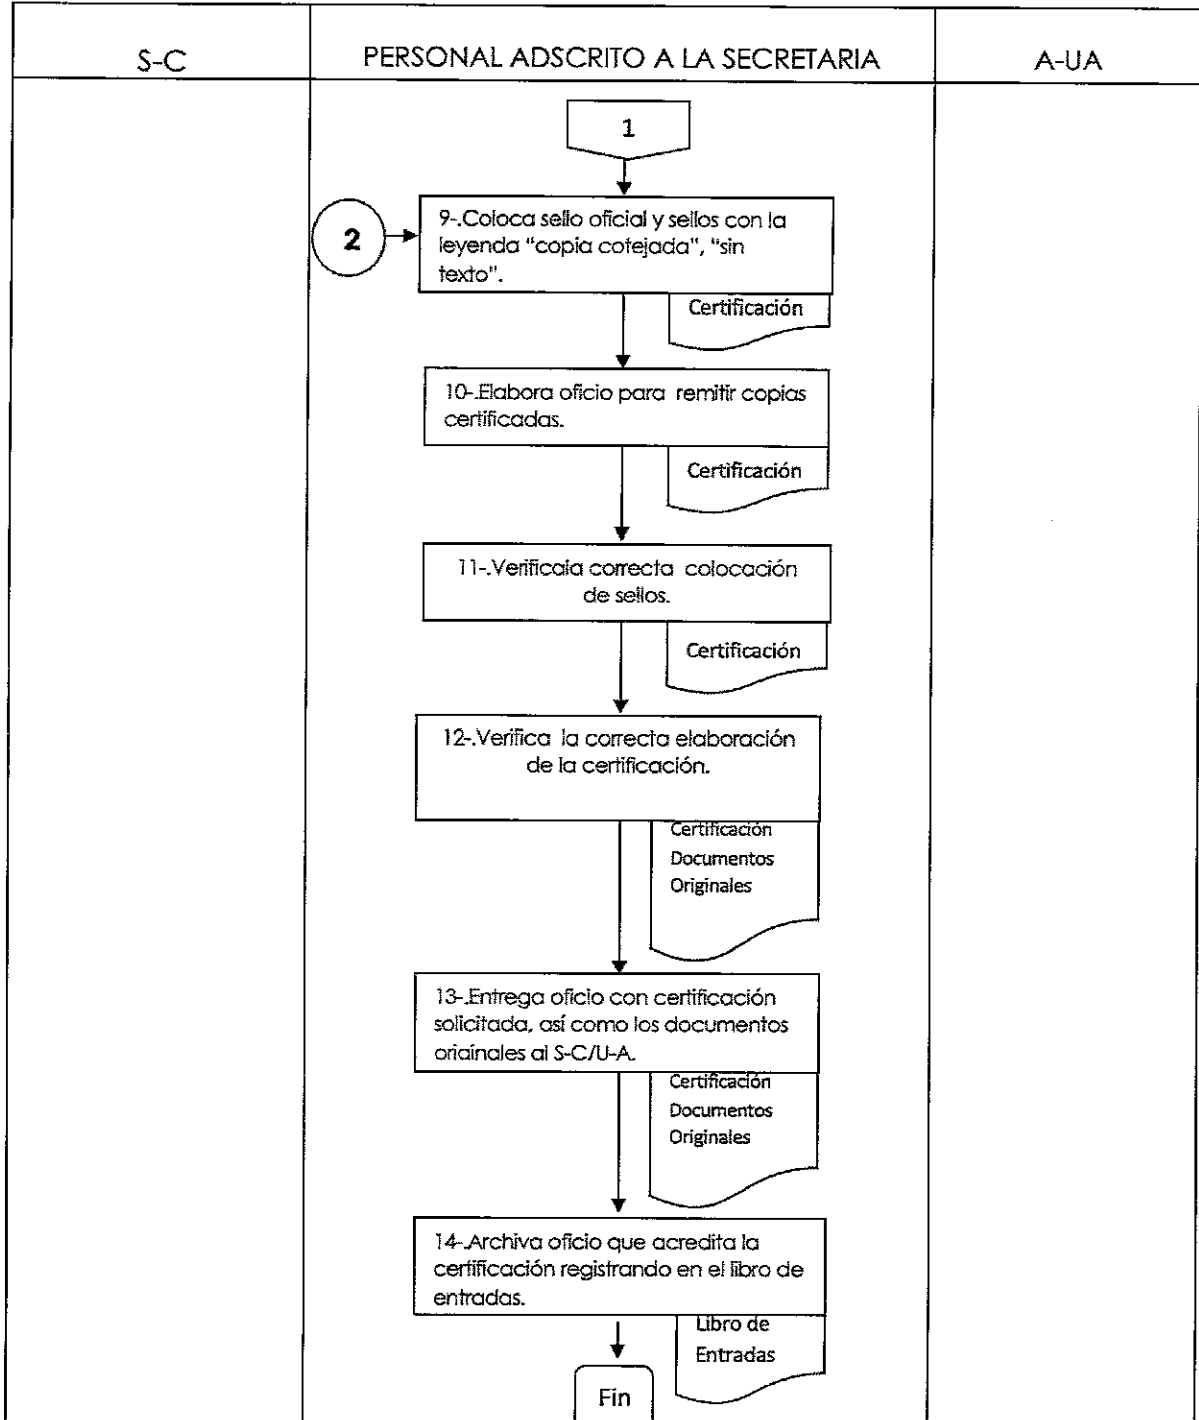 S-C
PERSONAL ADSCRITO A LA SECRETARIA
A-UA
1
2
9-.Coloca sello oficial y sellos con la
leyenda "copia cotejada", "sin
texto".
Certificación
10-.Elabora oficio para remitir copias
certificadas.
Certificación
11-.Verificala correcta colocación
de sellos.
Certificación
12-.Verifica la correcta elaboración
de la certificación.
Certificación
Documentos
Originales
13-.Entrega oficio con certificación
solicitada, así como los documentos
originales al S-C/U-A.
Certificación
Documentos
Originales
14-.Archiva oficio que acredita la
certificación registrando en el libro de
entradas.
Libro de
Entradas
Fin